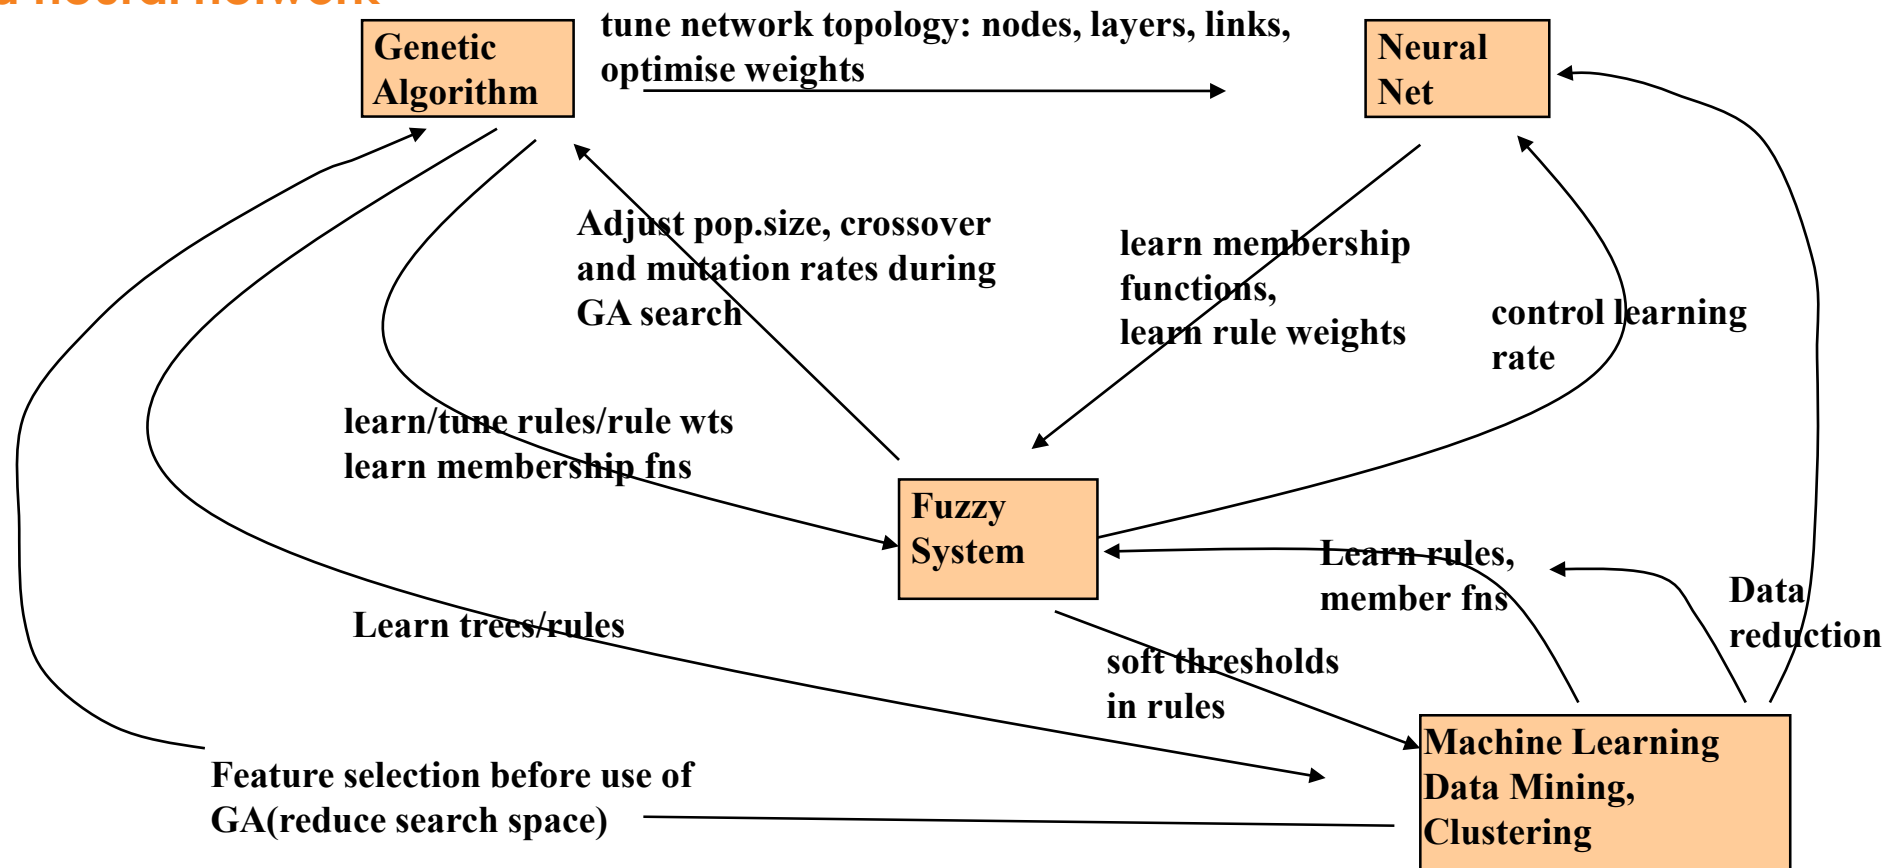 a neural network
Genetic
Algorithm
tune network topology: nodes, layers, links,
optimise weights
Neural
Net
Adjust pop.size, crossover
and mutation rates during
GA search
learn membership
functions,
learn rule weights
control learning
rate
learn/tune rules/rule wts
learn membership fns
Fuzzy
System
Learn rules,
member fns
Data
reduction
Learn trees/rules
soft thresholds
in rules
Machine Learning
Data Mining,
Clustering
Feature selection before use of
GA(reduce search space)